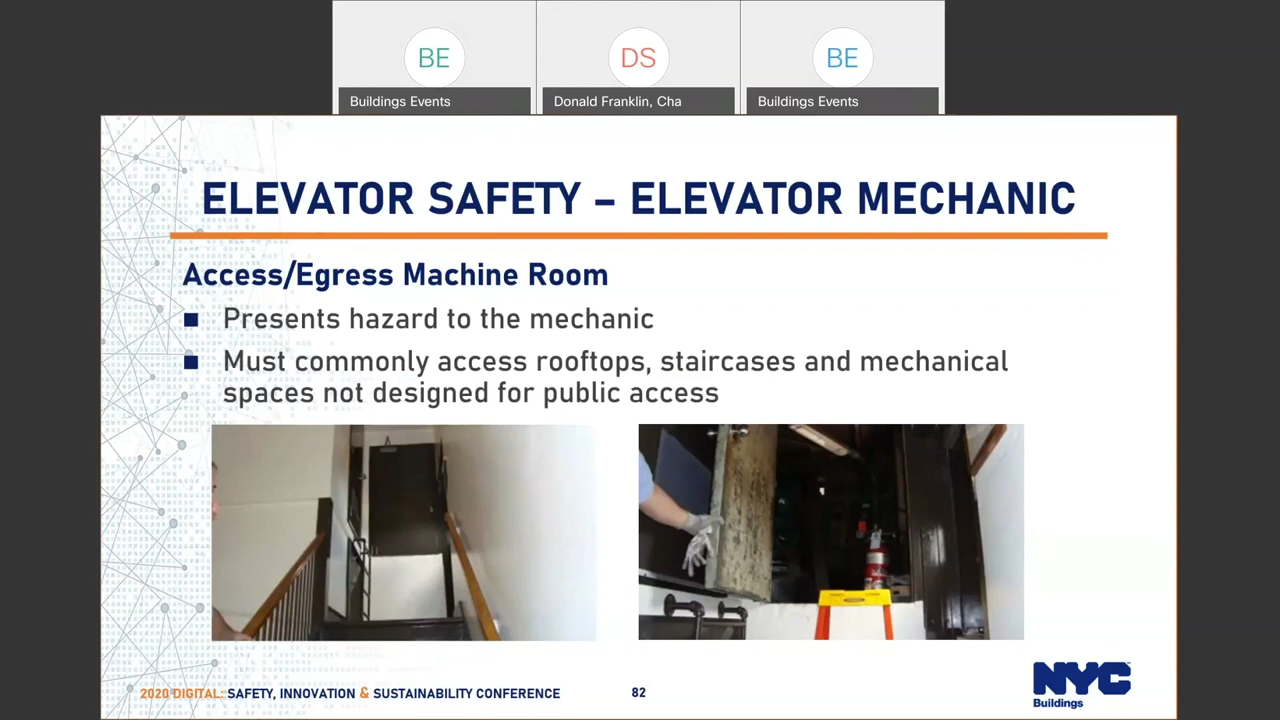 BE
DS
BE
Buildings Events
Donald Franklin, Cha
Buildings Events
ELEVATOR SAFETY – ELEVATOR MECHANIC
Access/Egress Machine Room
Presents hazard to the mechanic
Must commonly access rooftops, staircases and mechanical
spaces not designed for public access
2020 DIGITAL: SAFETY, INNOVATION & SUSTAINABILITY CONFERENCE
82
NYC
Buildings